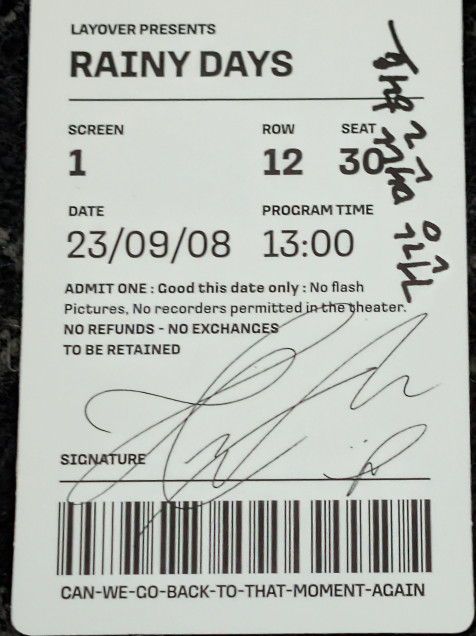 LAYOVER PRESENTS
RAINY DAYS
SCREEN ROW SEAT
1 12 30
DATE PROGRAM TIME
23/09/08 13:00
ADMIT ONE : Good this date only : No flash
Pictures, No recorders permitted in the theater.
NO REFUNDS - NO EXCHANGES
TO BE RETAINED
SIGNATURE
CAN-WE-GO-BACK-TO-THAT-MOMENT-AGAIN